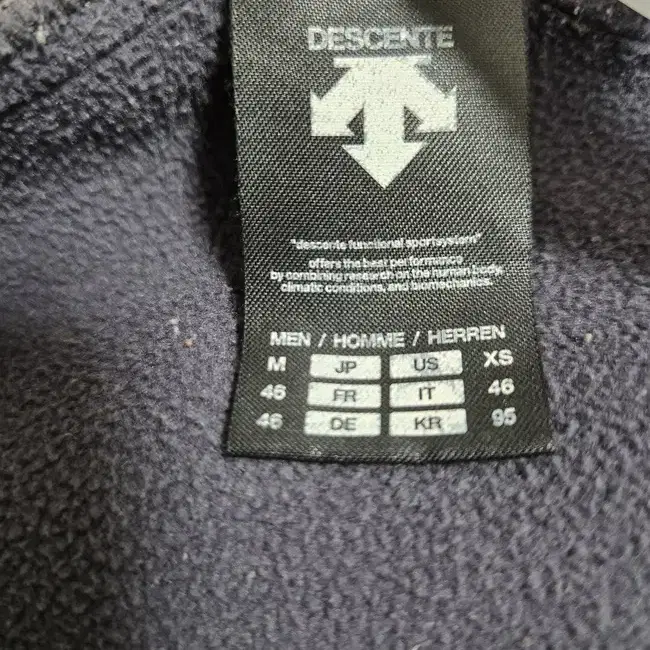 DESCENTE
"descente functional sportsystem"
offers the best performance
by combining research on the human body,
climatic conditions, and biomechanics.
MEN / HOMME / HERREN
M JP US XS
46 FR IT 46
46 DE KR 95